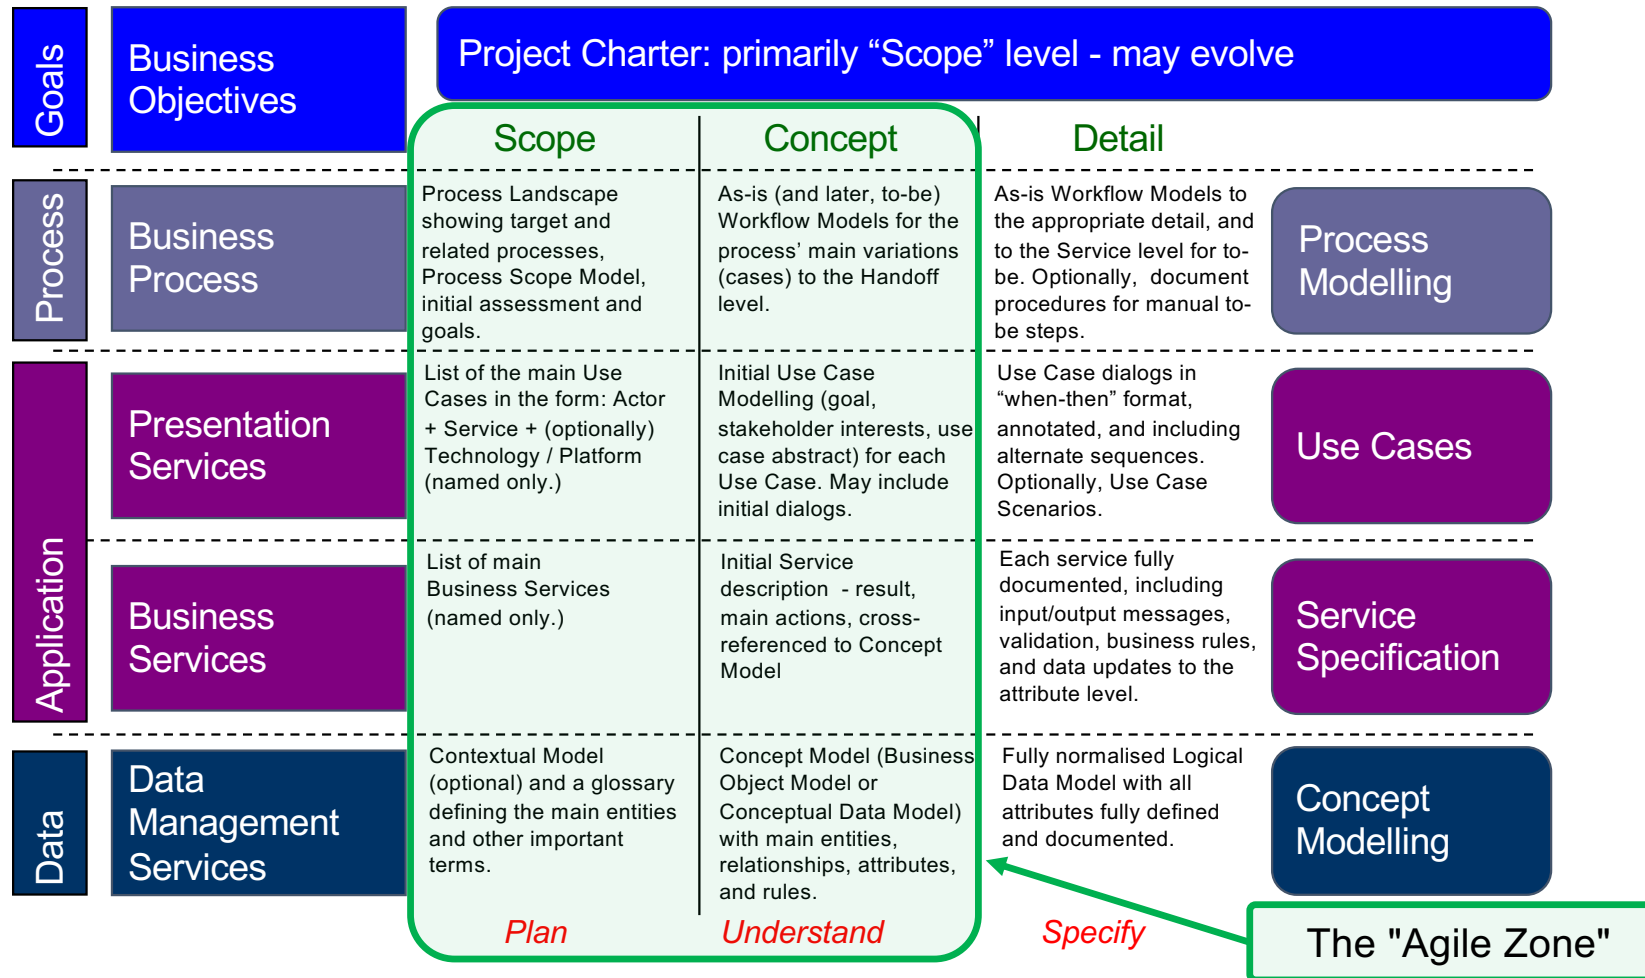 Goals
Business
Objectives
Project Charter: primarily “Scope” level - may evolve
Scope
Concept
Detail
Process
Business
Process
Process Landscape
showing target and
related processes,
Process Scope Model,
initial assessment and
goals.
As-is (and later, to-be)
Workflow Models for the
process’ main variations
(cases) to the Handoff
level.
As-is Workflow Models to
the appropriate detail, and
to the Service level for to-
be. Optionally, document
procedures for manual to-
be steps.
Process
Modelling
Application
Presentation
Services
List of the main Use
Cases in the form: Actor
+ Service + (optionally)
Technology / Platform
(named only.)
Initial Use Case
Modelling (goal,
stakeholder interests, use
case abstract) for each
Use Case. May include
initial dialogs.
Use Case dialogs in
“when-then” format,
annotated, and including
alternate sequences.
Optionally, Use Case
Scenarios.
Use Cases
Business
Services
List of main
Business Services
(named only.)
Initial Service
description - result,
main actions, cross-
referenced to Concept
Model
Each service fully
documented, including
input/output messages,
validation, business rules,
and data updates to the
attribute level.
Service
Specification
Data
Data
Management
Services
Contextual Model
(optional) and a glossary
defining the main entities
and other important
terms.
Concept Model (Business
Object Model or
Conceptual Data Model)
with main entities,
relationships, attributes,
and rules.
Fully normalised Logical
Data Model with all
attributes fully defined
and documented.
Concept
Modelling
Plan
Understand
Specify
The "Agile Zone"